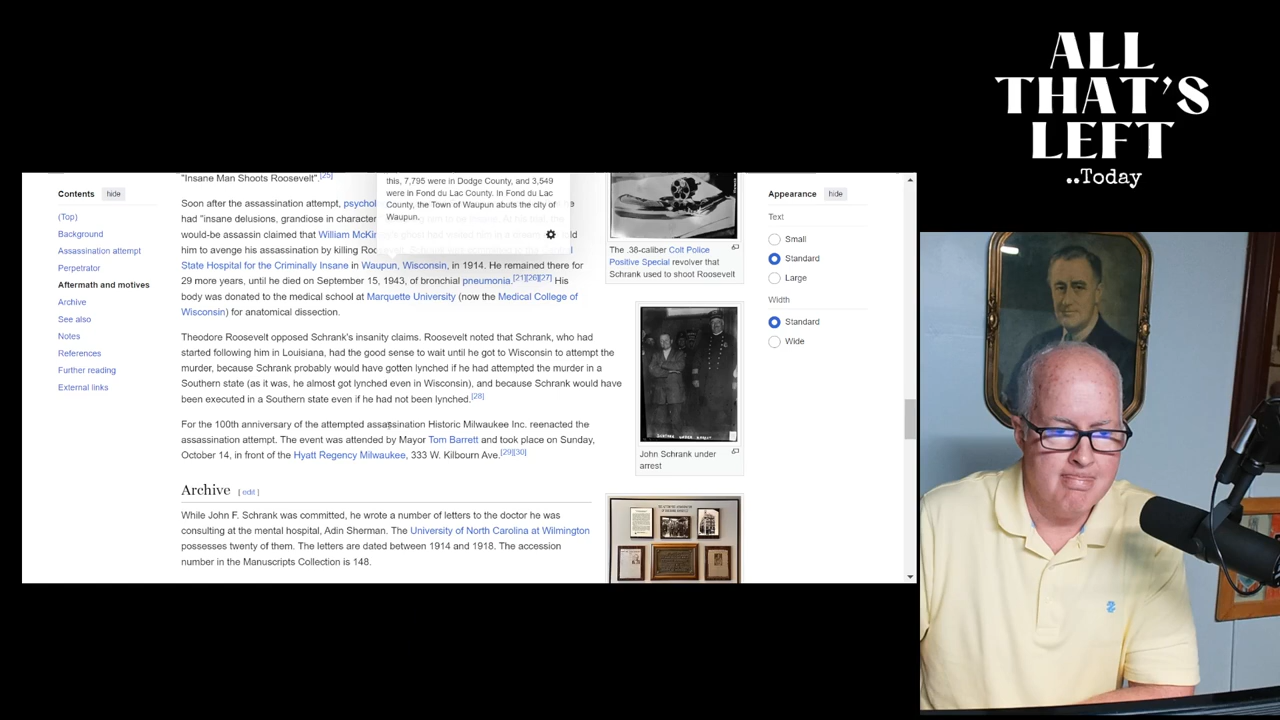 ALL
THAT'S
LEFT
..Today
Contents hide
(Top)
Background
Assassination attempt
Perpetrator
Aftermath and motives
Archive
See also
Notes
References
Further reading
External links
"Insane Man Shoots Roosevelt".[25]
this, 7,795 were in Dodge County, and 3,549
were in Fond du Lac County. In Fond du Lac
County, the Town of Waupun abuts the city of
Waupun.
Soon after the assassination attempt,
had "insane delusions, grandiose in character
would-be assassin claimed that William
him to avenge his assassination by killing
State Hospital for the Criminally Insane in Waupun, Wisconsin, in 1914. He remained there for
29 more years, until he died on September 15, 1943, of bronchial pneumonia.[21][26][27] His
body was donated to the medical school at Marquette University (now the Medical College of
Wisconsin) for anatomical dissection.
Theodore Roosevelt opposed Schrank's insanity claims. Roosevelt noted that Schrank, who had
started following him in Louisiana, had the good sense to wait until he got to Wisconsin to attempt the
murder, because Schrank probably would have gotten lynched if he had attempted the murder in a
Southern state (as it was, he almost got lynched even in Wisconsin), and because Schrank would have
been executed in a Southern state even if he had not been lynched.[28]
For the 100th anniversary of the attempted assassination Historic Milwaukee Inc. reenacted the
assassination attempt. The event was attended by Mayor Tom Barrett and took place on Sunday,
October 14, in front of the Hyatt Regency Milwaukee, 333 W. Kilbourn Ave.[29][30]
Archive [ edit ]
While John F. Schrank was committed, he wrote a number of letters to the doctor he was
consulting at the mental hospital, Adin Sherman. The University of North Carolina at Wilmington
possesses twenty of them. The letters are dated between 1914 and 1918. The accession
number in the Manuscripts Collection is 148.
The .38-caliber Colt Police
Positive Special revolver that
Schrank used to shoot Roosevelt
John Schrank under
arrest
Appearance hide
Text
Small
Standard
Large
Width
Standard
Wide